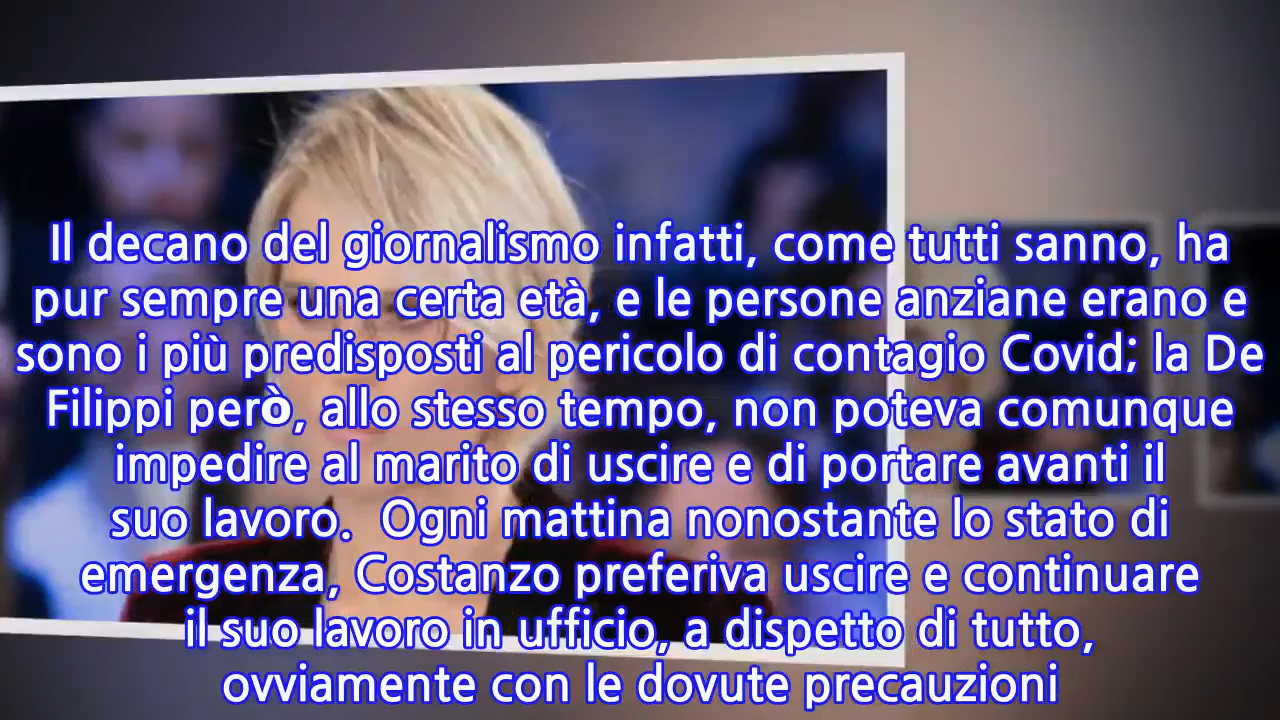 Il decano del giornalismo infatti, come tutti sanno, ha
pur sempre una certa età, e le persone anziane erano e
sono i più predisposti al pericolo di contagio Covid; la De
Filippi però, allo stesso tempo, non poteva comunque
impedire al marito di uscire e di portare avanti il
suo lavoro.  Ogni mattina nonostante lo stato di
emergenza, Costanzo preferiva uscire e continuare
il suo lavoro in ufficio, a dispetto di tutto,
ovviamente con le dovute precauzioni